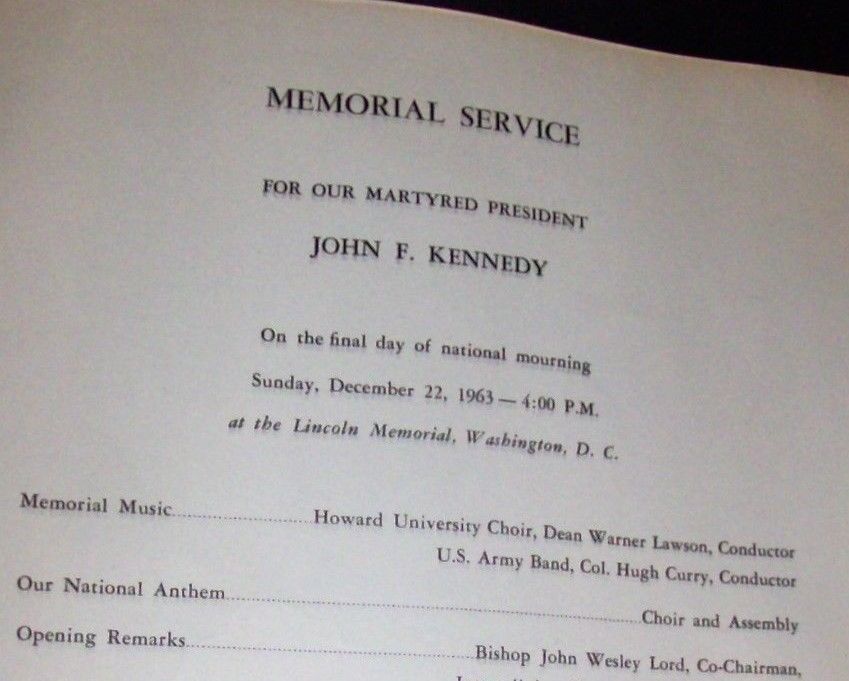 MEMORIAL SERVICE
FOR OUR MARTYRED PRESIDENT
JOHN F. KENNEDY
On the final day of national mourning
Sunday, December 22, 1963 — 4:00 P.M.
at the Lincoln Memorial, Washington, D. C.
Memorial Music..............................Howard University Choir, Dean Warner Lawson, Conductor
U.S. Army Band, Col. Hugh Curry, Conductor
Our National Anthem..............................Choir and Assembly
Opening Remarks..............................Bishop John Wesley Lord, Co-Chairman,